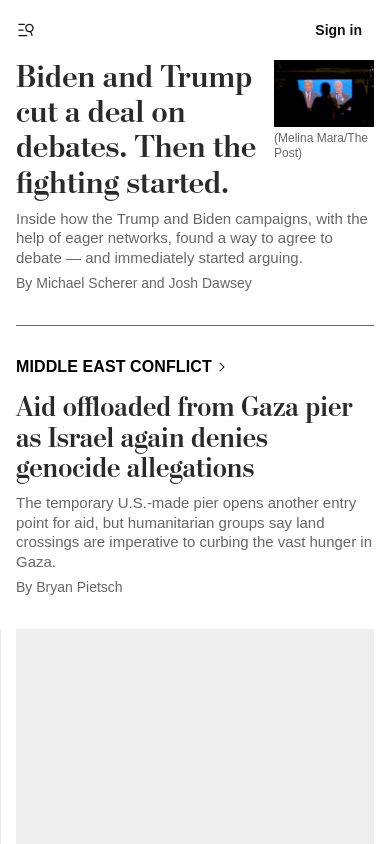 Sign in
Biden and Trump
cut a deal on
debates. Then the
fighting started.
(Melina Mara/The
Post)
Inside how the Trump and Biden campaigns, with the
help of eager networks, found a way to agree to
debate — and immediately started arguing.
By Michael Scherer and Josh Dawsey
MIDDLE EAST CONFLICT
Aid offloaded from Gaza pier
as Israel again denies
genocide allegations
The temporary U.S.-made pier opens another entry
point for aid, but humanitarian groups say land
crossings are imperative to curbing the vast hunger in
Gaza.
By Bryan Pietsch